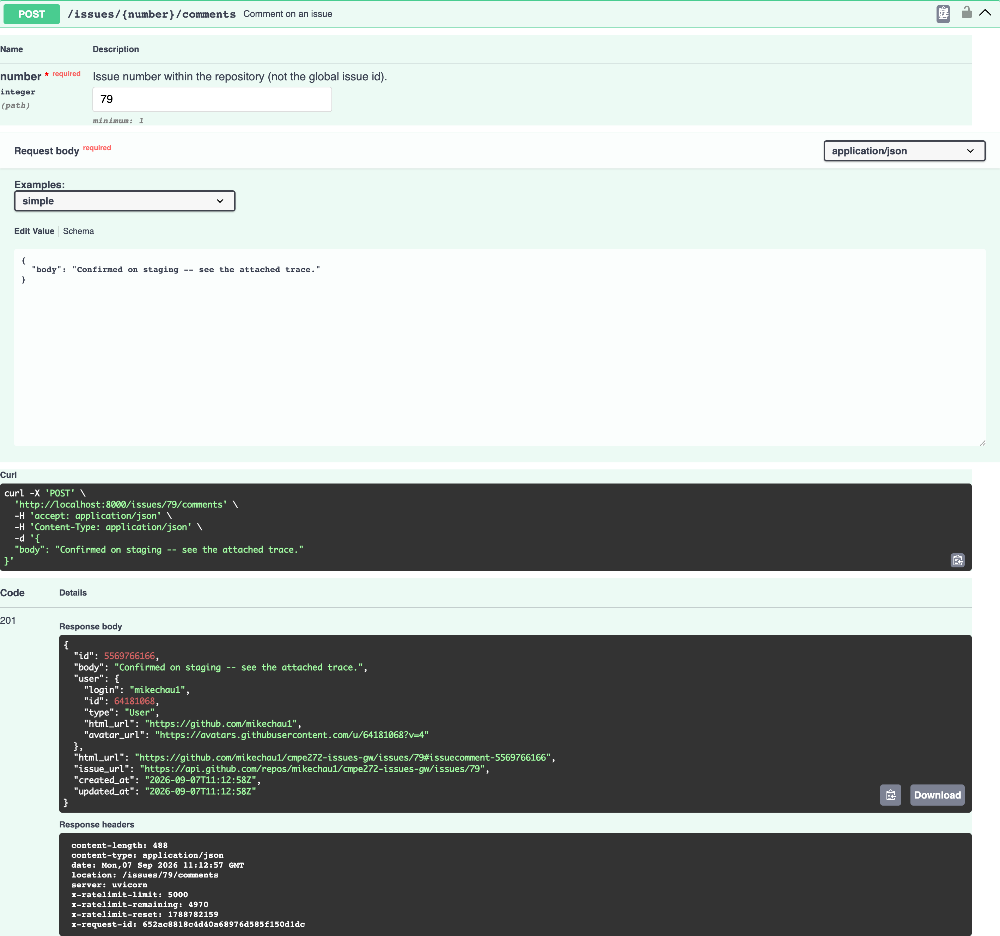 POST /issues/{number}/comments Comment on an issue
Name Description
number * required Issue number within the repository (not the global issue id).
integer
(path)
79
minimum: 1
Request body required application/json
Examples:
simple
Edit Value Schema
{
  "body": "Confirmed on staging -- see the attached trace."
}
Curl
curl -X 'POST' \
  'http://localhost:8000/issues/79/comments' \
  -H 'accept: application/json' \
  -H 'Content-Type: application/json' \
  -d '{
  "body": "Confirmed on staging -- see the attached trace."
}'
Code Details
201
Response body
{
  "id": 5569766166,
  "body": "Confirmed on staging -- see the attached trace.",
  "user": {
    "login": "mikechau1",
    "id": 64181068,
    "type": "User",
    "html_url": "https://github.com/mikechau1",
    "avatar_url": "https://avatars.githubusercontent.com/u/64181068?v=4"
  },
  "html_url": "https://github.com/mikechau1/cmpe272-issues-gw/issues/79#issuecomment-5569766166",
  "issue_url": "https://api.github.com/repos/mikechau1/cmpe272-issues-gw/issues/79",
  "created_at": "2026-09-07T11:12:58Z",
  "updated_at": "2026-09-07T11:12:58Z"
}
Download
Response headers
content-length: 488
content-type: application/json
date: Mon,07 Sep 2026 11:12:57 GMT
location: /issues/79/comments
server: uvicorn
x-ratelimit-limit: 5000
x-ratelimit-remaining: 4970
x-ratelimit-reset: 1788782159
x-request-id: 652ac8818c4d40a68976d585f150d1dc